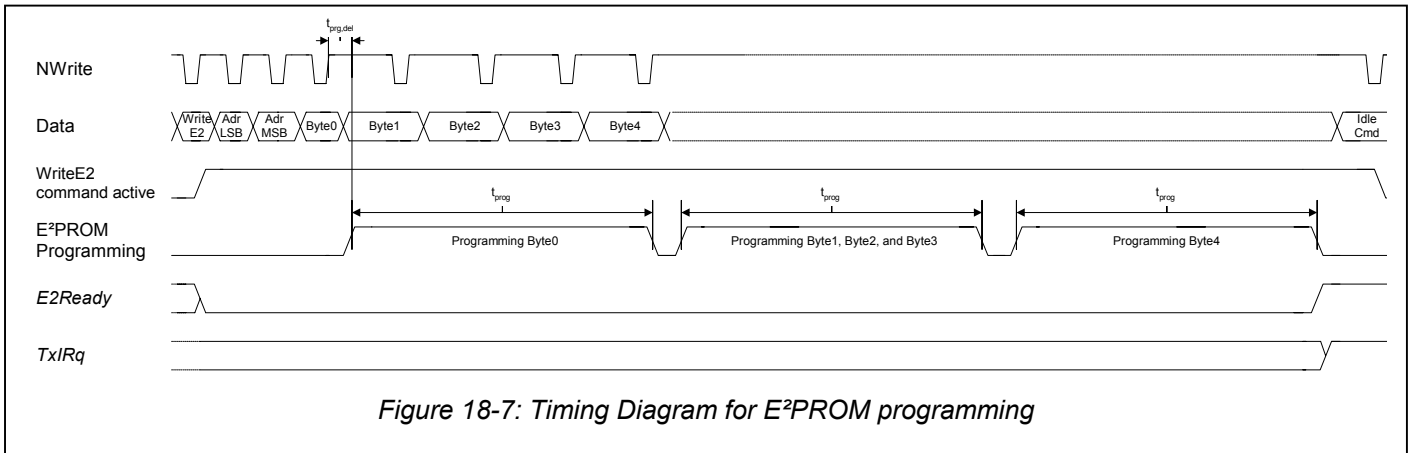 tprg,del
NWrite
Data
Write E2
Adr LSB
Adr MSB
Byte0
Byte1
Byte2
Byte3
Byte4
Idle Cmd
WriteE2
command active
tprog
tprog
tprog
E²PROM
Programming
Programming Byte0
Programming Byte1, Byte2, and Byte3
Programming Byte4
E2Ready
TxIRq
Figure 18-7: Timing Diagram for E²PROM programming